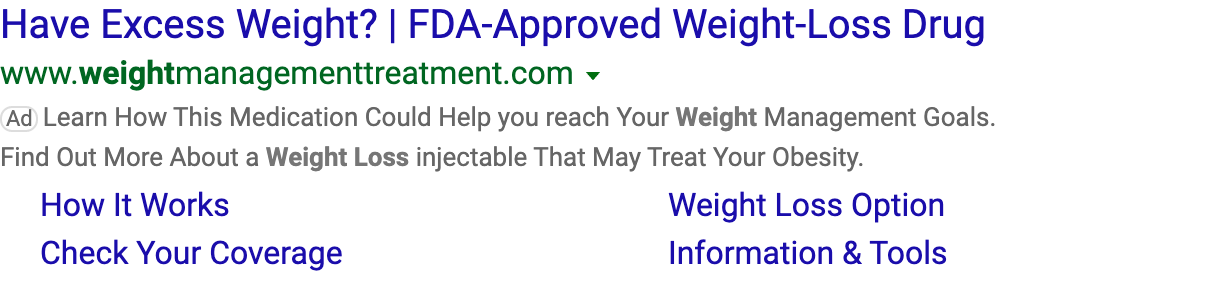 Have Excess Weight? | FDA-Approved Weight-Loss Drug
www.weightmanagementtreatment.com
Ad Learn How This Medication Could Help you reach Your Weight Management Goals.
Find Out More About a Weight Loss injectable That May Treat Your Obesity.
How It Works Weight Loss Option
Check Your Coverage Information & Tools